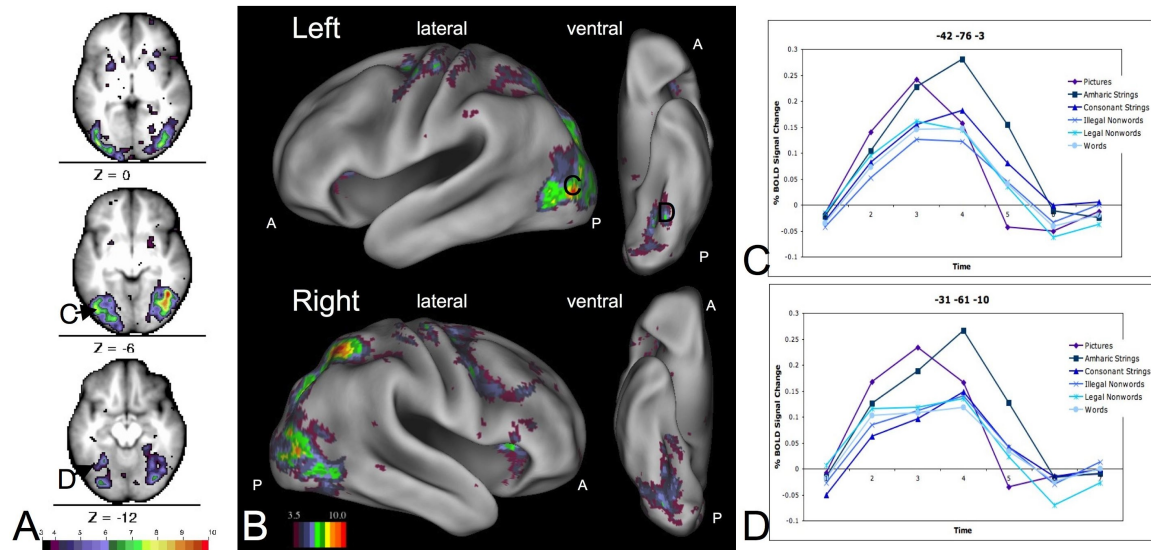 Z = 0
C
Z = -6
D
Z = -12
A
3 4 5 6 7 8 9 10
Left
lateral
ventral
A
C
D
A
P
P
Right
lateral
ventral
A
P
A
P
3.5 10.0
B
-42 -76 -3
0.3
0.25
0.2
0.15
0.1
0.05
0
-0.05
-0.1
2 3 4 5 6
% BOLD Signal Change
Time
Pictures
Amharic Strings
Consonant Strings
Illegal Nonwords
Legal Nonwords
Words
C
-31 -61 -10
0.3
0.25
0.2
0.15
0.1
0.05
0
-0.05
-0.1
2 3 4 5
% BOLD Signal Change
Time
Pictures
Amharic Strings
Consonant Strings
Illegal Nonwords
Legal Nonwords
Words
D